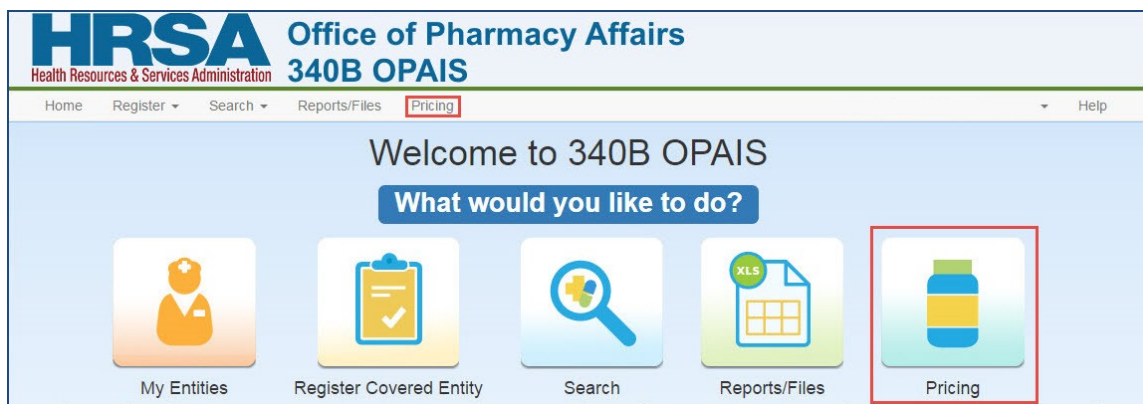 HRSA
Health Resources & Services Administration
Office of Pharmacy Affairs
340B OPAIS
Home Register Search Reports/Files Pricing Help
Welcome to 340B OPAIS
What would you like to do?
XLS
My Entities Register Covered Entity Search Reports/Files Pricing